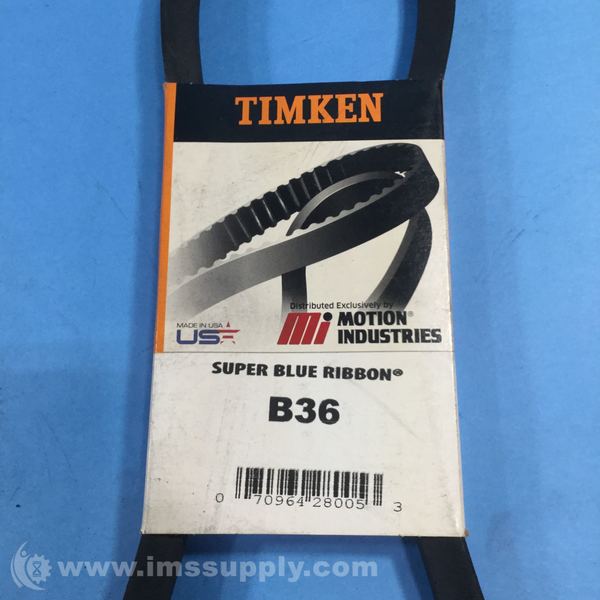 TIMKEN
Distributed Exclusively by
MADE IN USA
US
mi MOTION®
INDUSTRIES
SUPER BLUE RIBBON®
B36
0 70964 28005 3
© www.imssupply.com